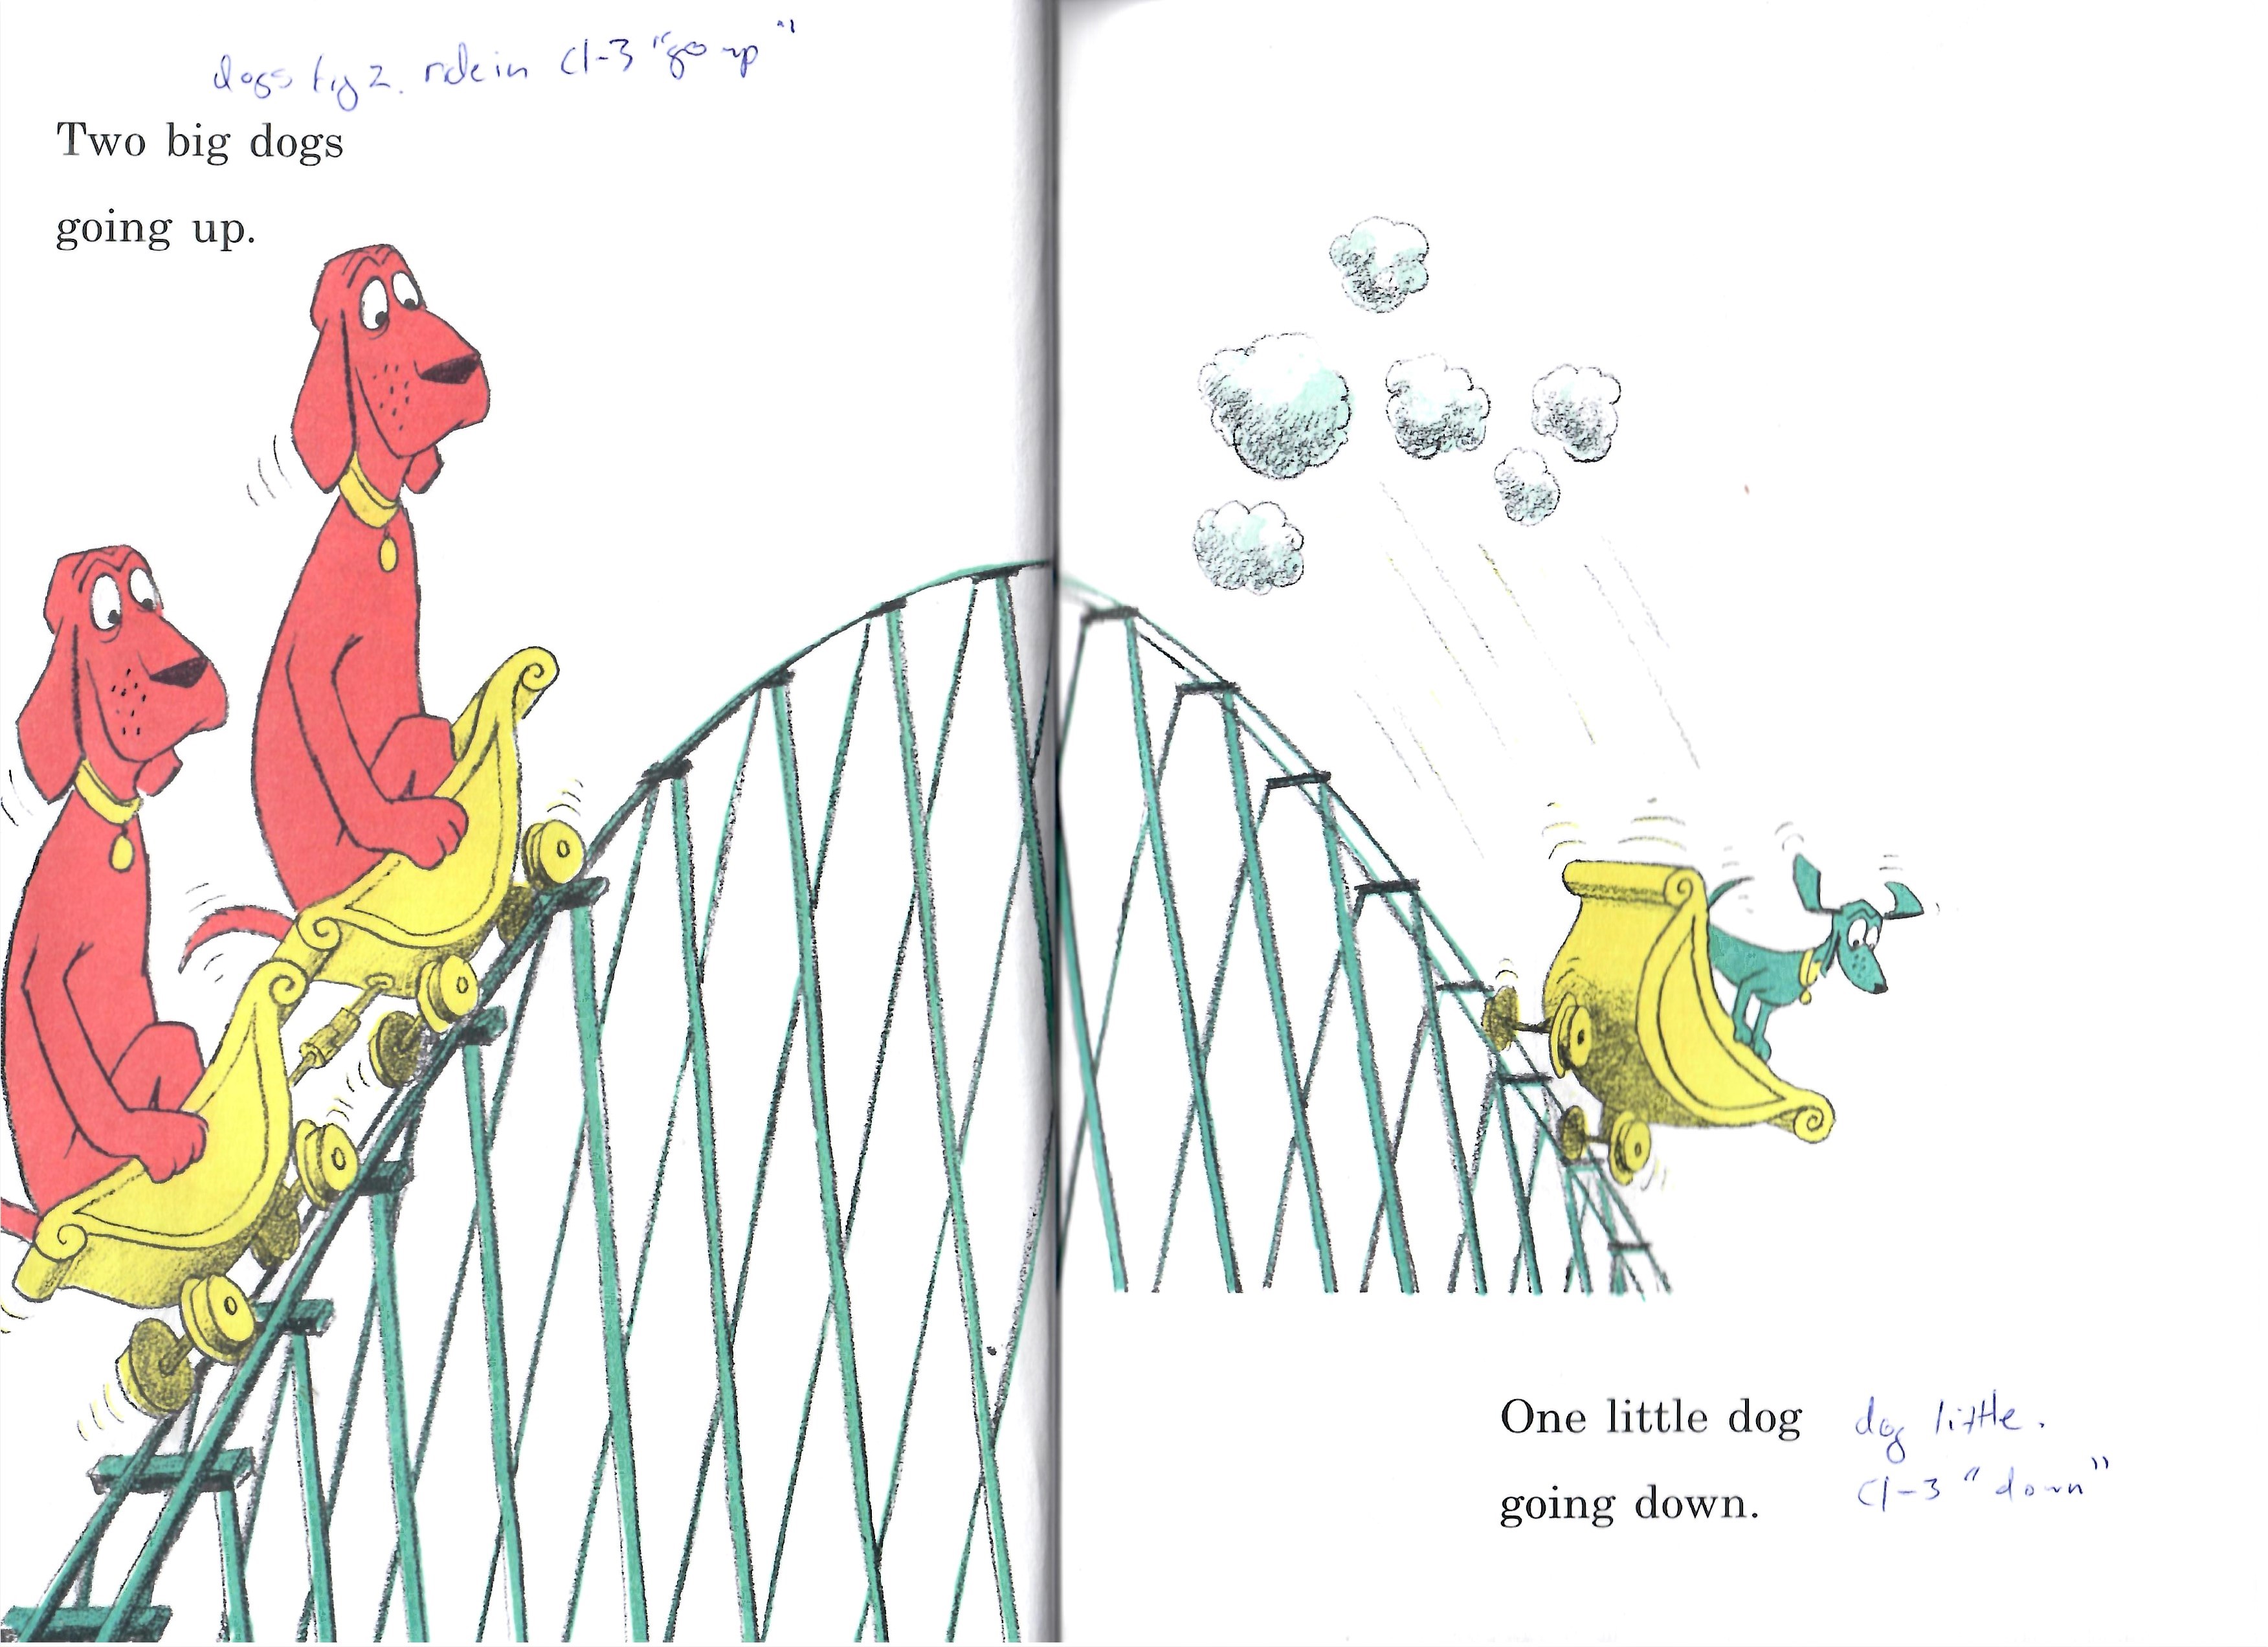 dogs big 2. ride in Cl-3 "go up"
Two big dogs
going up.
One little dog
going down.
dog little.
Cl-3 "down"